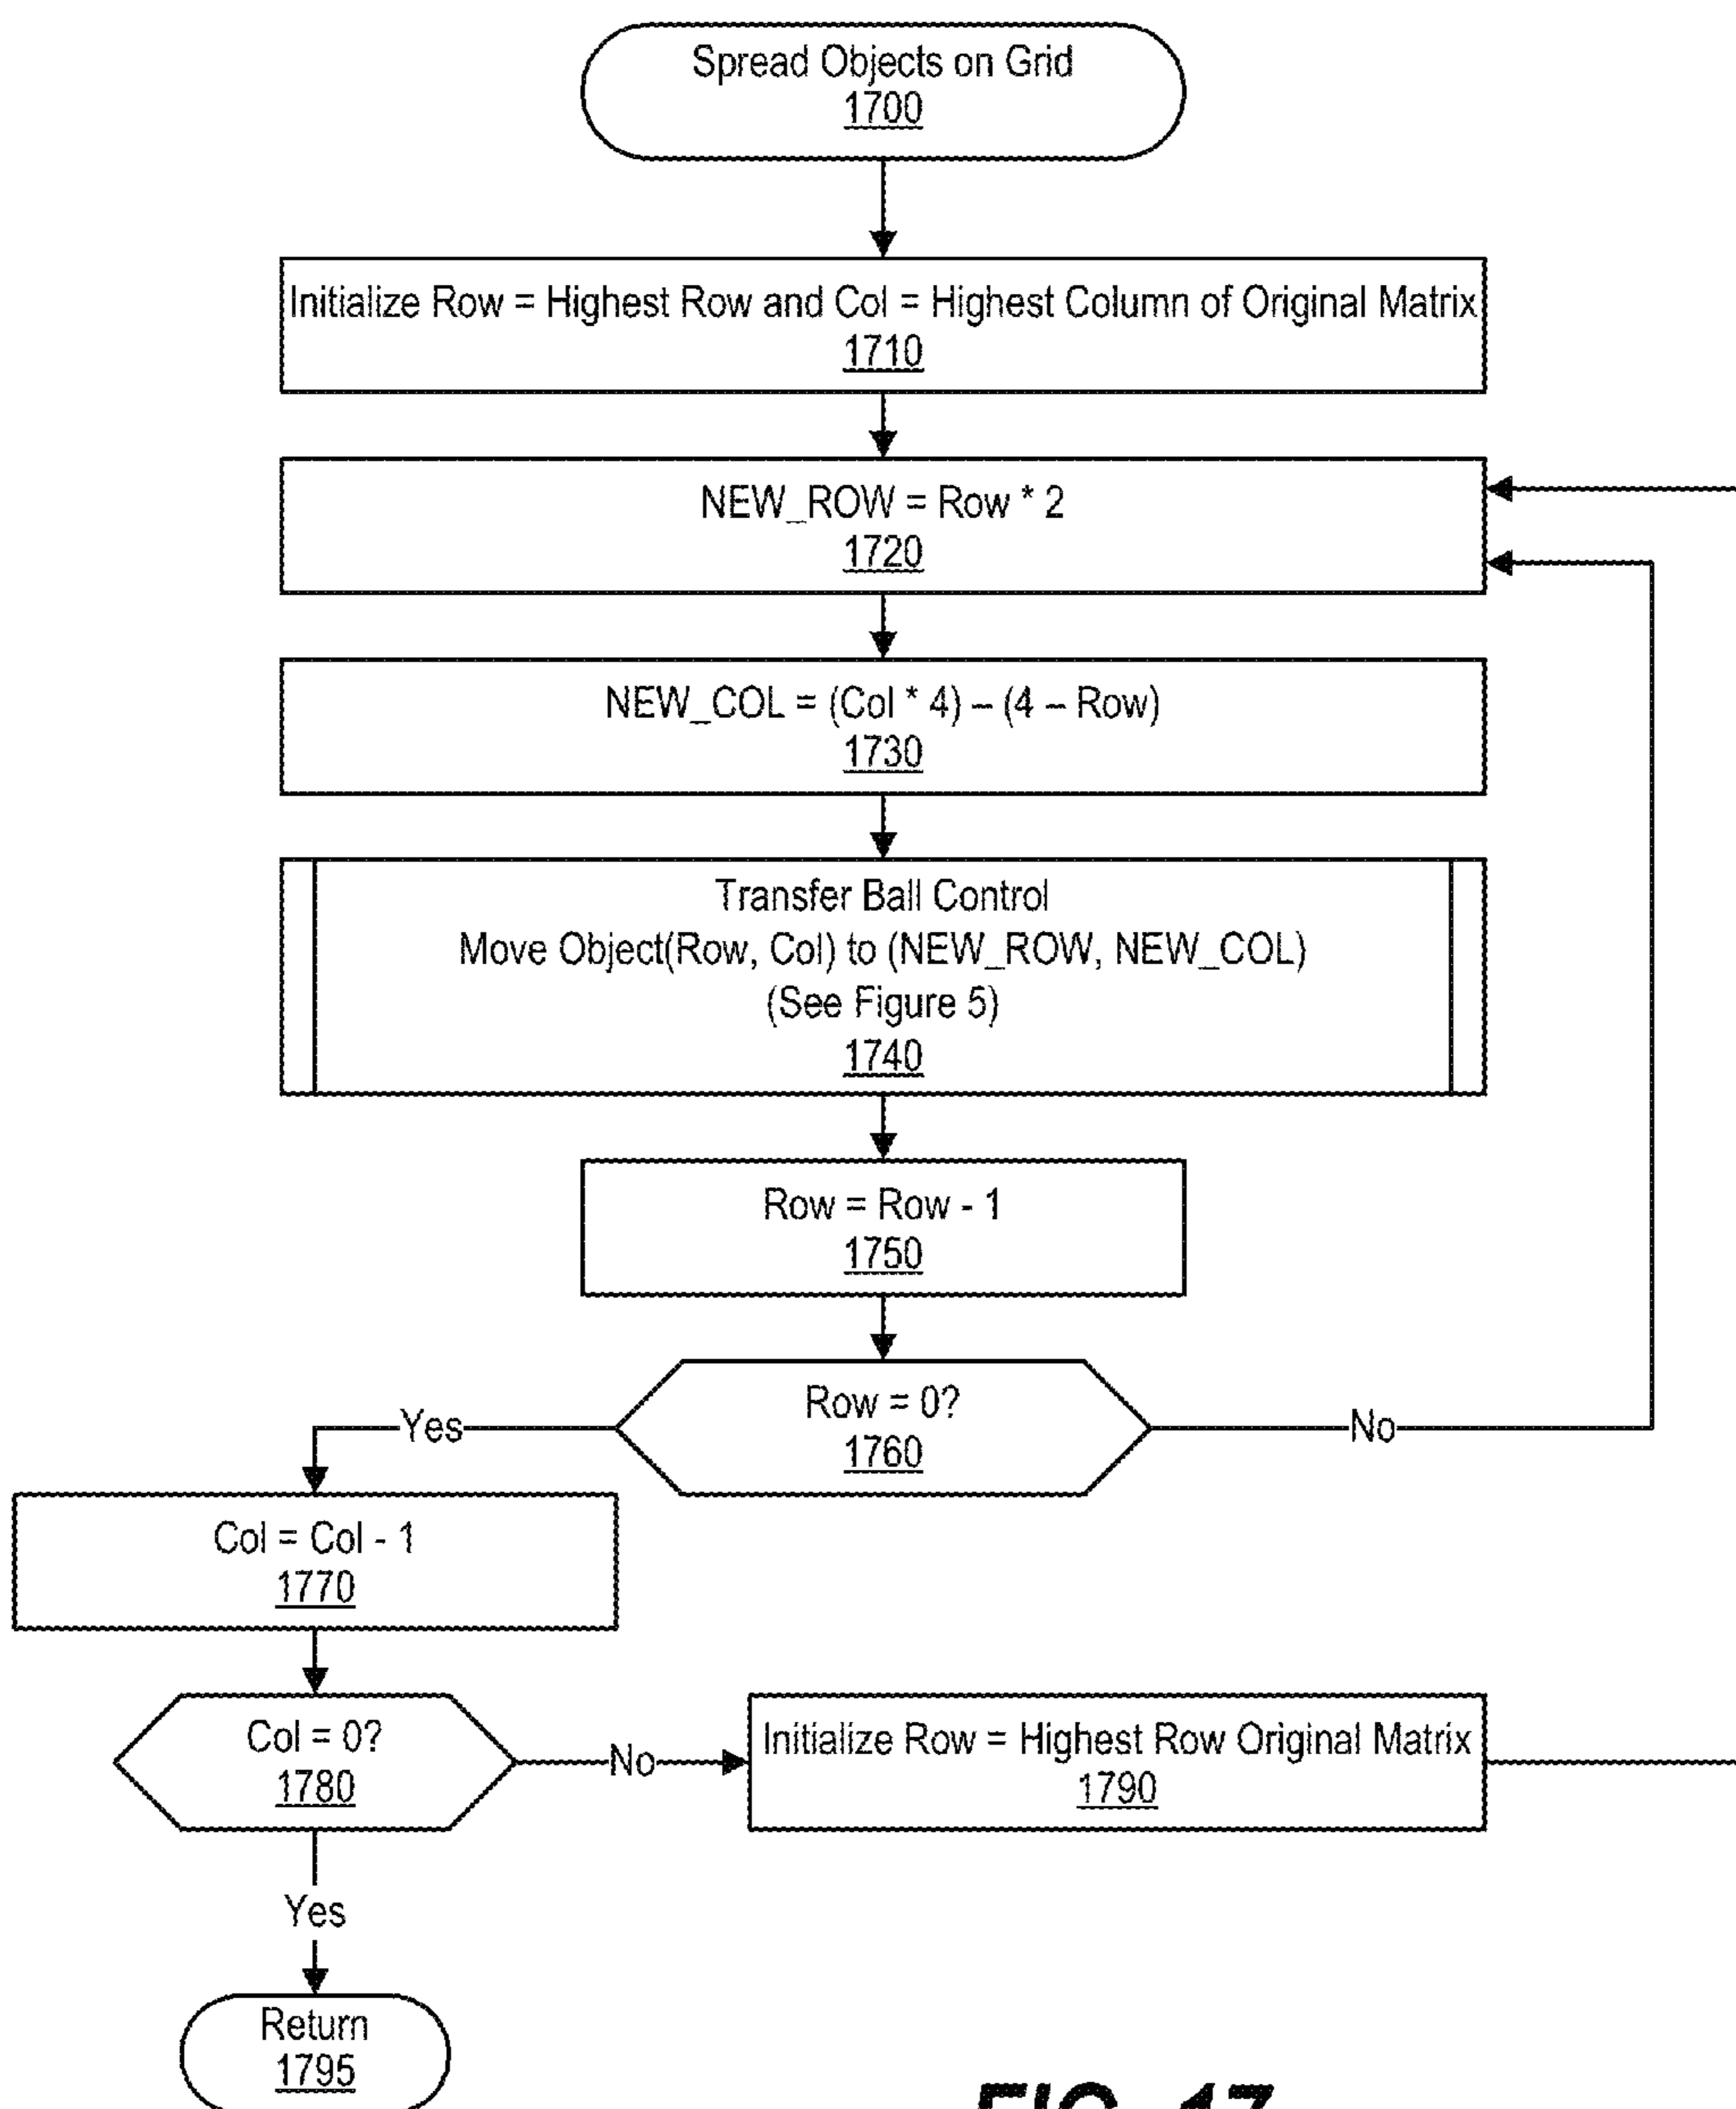 Spread Objects on Grid
1700
Initialize Row = Highest Row and Col = Highest Column of Original Matrix
1710
NEW_ROW = Row * 2
1720
NEW_COL = (Col * 4) – (4 – Row)
1730
Transfer Ball Control
Move Object(Row, Col) to (NEW_ROW, NEW_COL)
(See Figure 5)
1740
Row = Row - 1
1750
Row = 0?
1760
Yes
No
Col = Col - 1
1770
Col = 0?
1780
No
Initialize Row = Highest Row Original Matrix
1790
Yes
Return
1795
FIG. 17